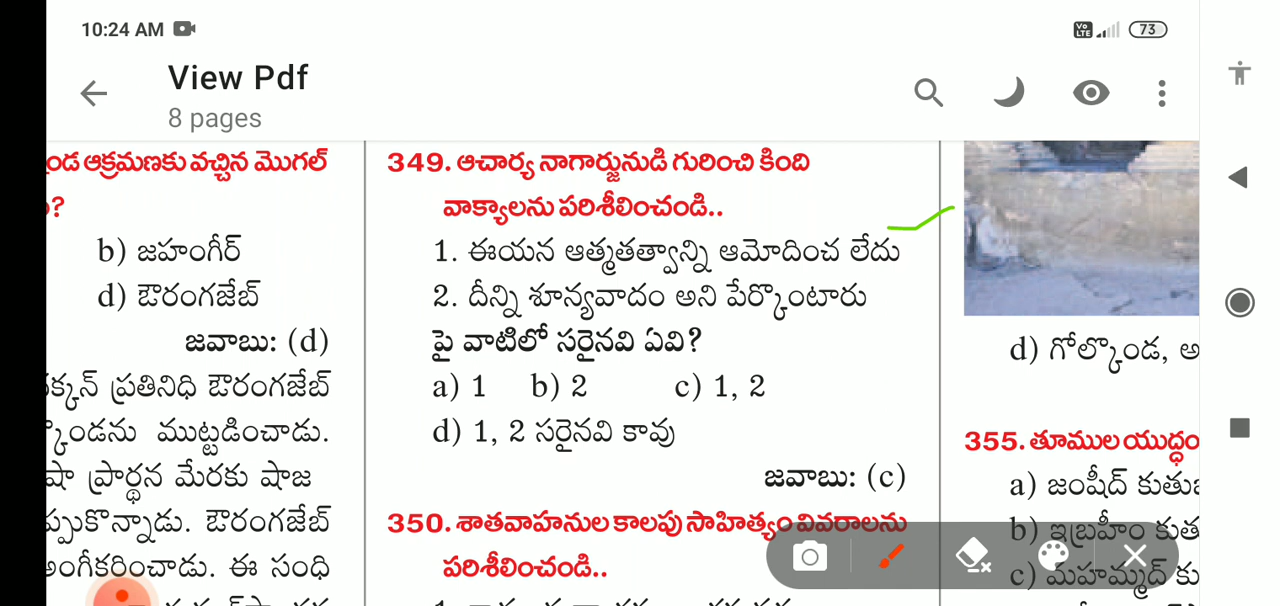 10:24 AM
Vo LTE 73
View Pdf
8 pages
ఆక్రమణకు వచ్చిన మొగల్
?
b) జహంగీర్
d) ఔరంగజేబ్
జవాబు: (d)
ప్రతినిధి ఔరంగజేబ్
ముట్టడించాడు.
ప్రార్థన మేరకు షాజ
ఔరంగజేబ్
ఈ సంధి
349. ఆచార్య నాగార్జునుడి గురించి కింది
వాక్యాలను పరిశీలించండి..
1. ఈయన ఆత్మతత్వాన్ని ఆమోదించ లేదు
2. దీన్ని శూన్యవాదం అని పేర్కొంటారు
పై వాటిలో సరైనవి ఏవి?
a) 1 b) 2 c) 1, 2
d) 1, 2 సరైనవి కావు
జవాబు: (c)
350. శాతవాహనుల కాలపు సాహిత్యం వివరాలను
పరిశీలించండి..
d) గోల్కొండ,
355. తూముల యుద్ధం
a) జంషీద్
b) ఇబ్రహీం
c) మహమ్మద్